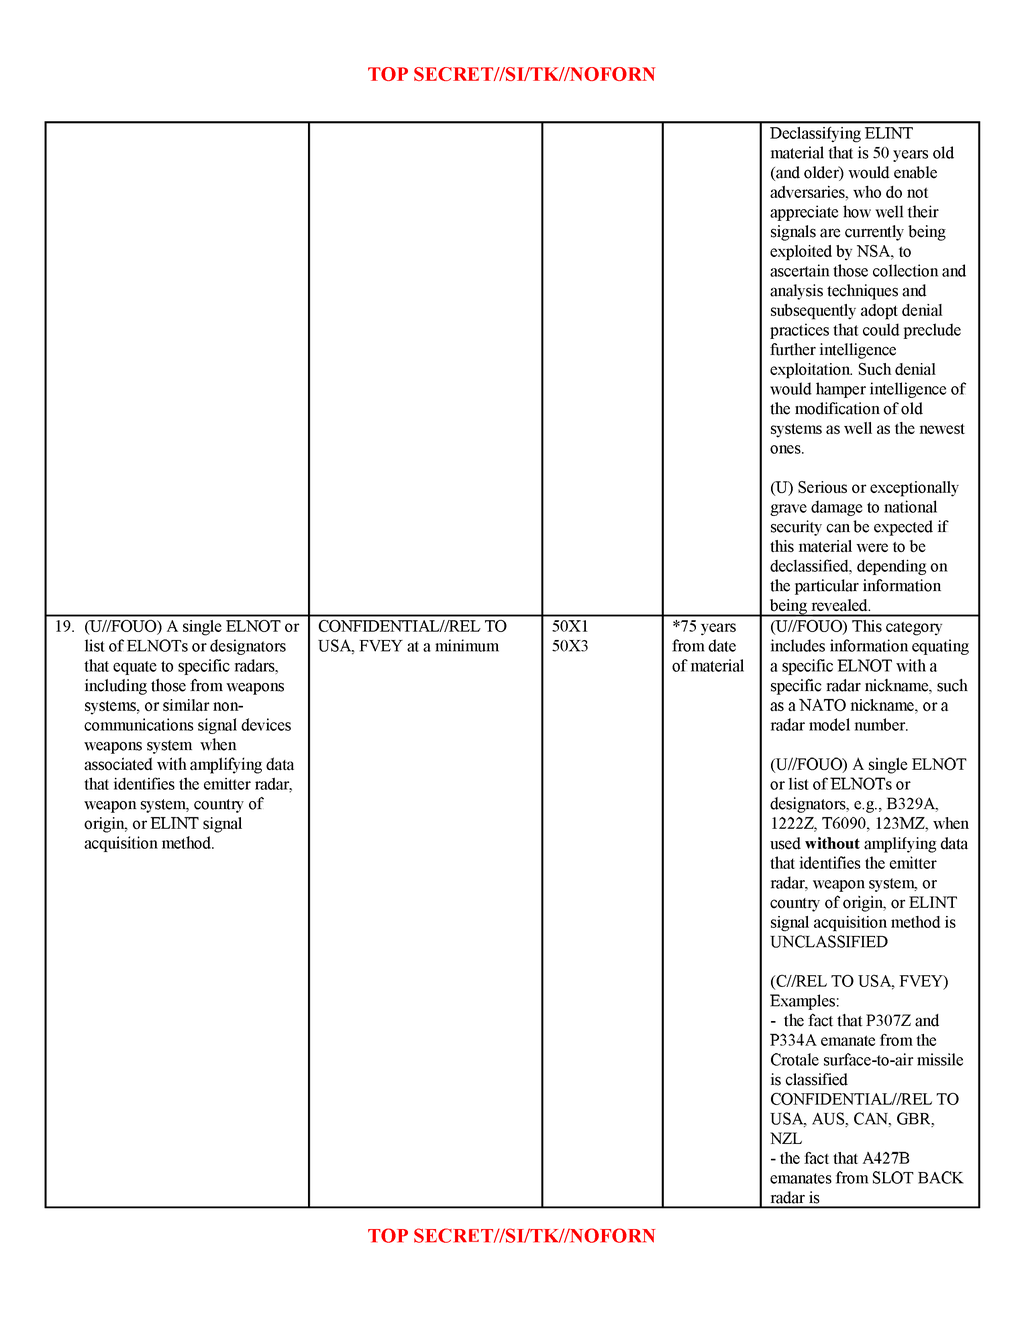 TOP SECRET//SI/TK//NOFORN
Declassifying ELINT
material that is 50 years old
(and older) would enable
adversaries, who do not
appreciate how well their
signals are currently being
exploited by NSA, to
ascertain those collection and
analysis techniques and
subsequently adopt denial
practices that could preclude
further intelligence
exploitation. Such denial
would hamper intelligence of
the modification of old
systems as well as the newest
ones.
(U) Serious or exceptionally
grave damage to national
security can be expected if
this material were to be
declassified, depending on
the particular information
being revealed.
19. (U//FOUO) A single ELNOT or
list of ELNOTs or designators
that equate to specific radars,
including those from weapons
systems, or similar non-
communications signal devices
weapons system when
associated with amplifying data
that identifies the emitter radar,
weapon system, country of
origin, or ELINT signal
acquisition method.
CONFIDENTIAL//REL TO
USA, FVEY at a minimum
50X1
50X3
*75 years
from date
of material
(U//FOUO) This category
includes information equating
a specific ELNOT with a
specific radar nickname, such
as a NATO nickname, or a
radar model number.
(U//FOUO) A single ELNOT
or list of ELNOTs or
designators, e.g., B329A,
1222Z, T6090, 123MZ, when
used without amplifying data
that identifies the emitter
radar, weapon system, or
country of origin, or ELINT
signal acquisition method is
UNCLASSIFIED
(C//REL TO USA, FVEY)
Examples:
- the fact that P307Z and
P334A emanate from the
Crotale surface-to-air missile
is classified
CONFIDENTIAL//REL TO
USA, AUS, CAN, GBR,
NZL
- the fact that A427B
emanates from SLOT BACK
radar is
TOP SECRET//SI/TK//NOFORN